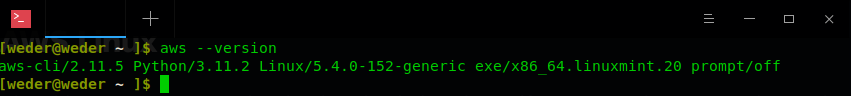 [weder@weder ~ ]$ aws --version
aws-cli/2.11.5 Python/3.11.2 Linux/5.4.0-152-generic exe/x86_64.linuxmint.20 prompt/off
[weder@weder ~ ]$